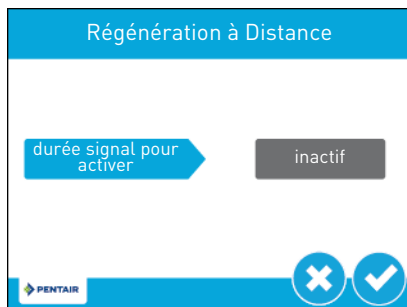 Régénération à Distance
durée signal pour
activer
inactif
PENTAIR